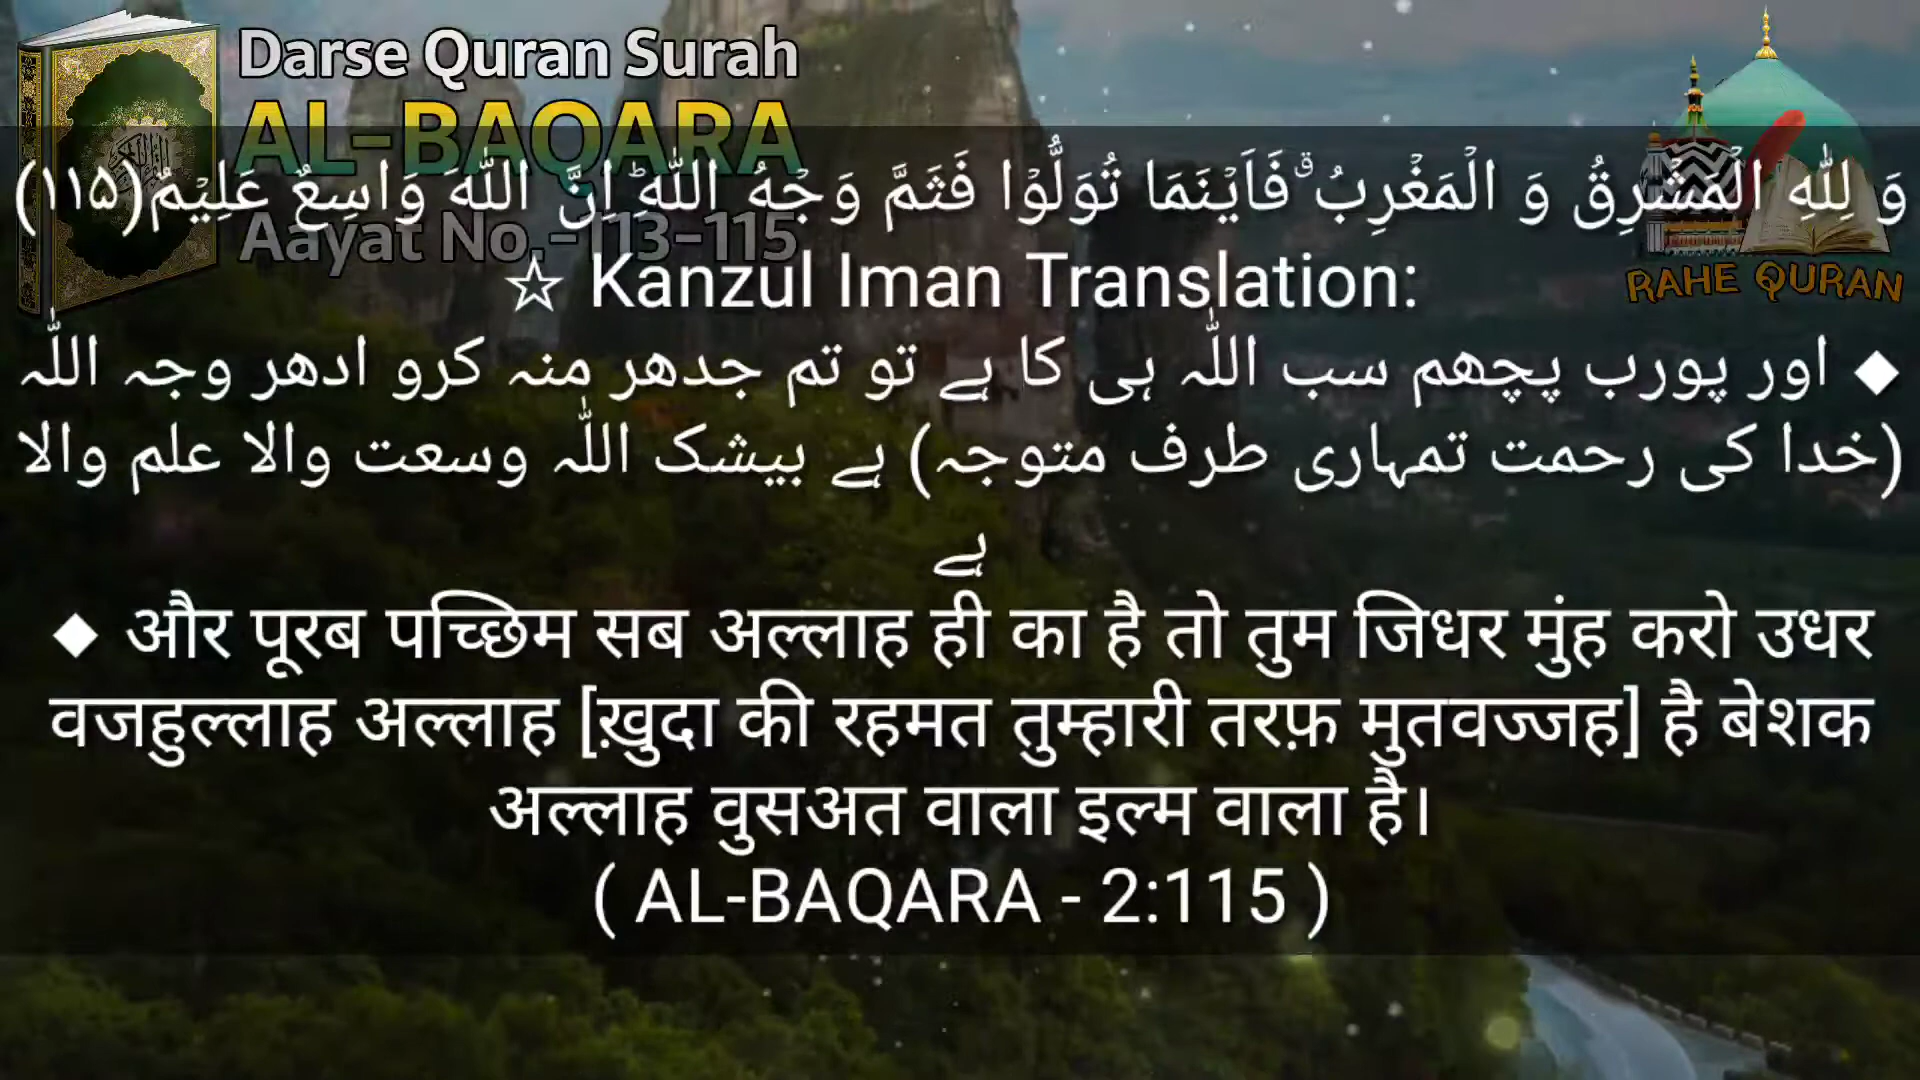 Darse Quran Surah
AL-BAQARA
وَ لِلّٰهِ الْمَشْرِقُ وَ الْمَغْرِبُۗ فَاَیْنَمَا تُوَلُّوْا فَثَمَّ وَجْهُ اللّٰهِؕ اِنَّ اللّٰهَ وَاسِعٌ عَلِیْمٌ(۱۱۵)
Aayat No.-113-115
☆ Kanzul Iman Translation:
RAHE QURAN
◆ اور پورب پچھم سب اللّٰہ ہی کا ہے تو تم جدھر منہ کرو ادھر وجہ اللّٰہ
(خدا کی رحمت تمہاری طرف متوجہ) ہے بیشک اللّٰہ وسعت والا علم والا
ہے
◆ और पूरब पच्छिम सब अल्लाह ही का है तो तुम जिधर मुंह करो उधर
वजहुल्लाह अल्लाह [ख़ुदा की रहमत तुम्हारी तरफ़ मुतवज्जह] है बेशक
अल्लाह वुसअत वाला इल्म वाला है।
( AL-BAQARA - 2:115 )